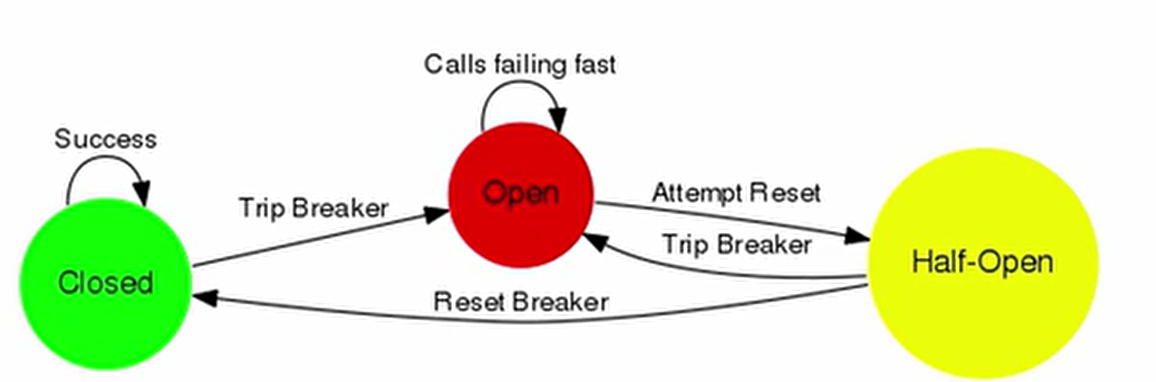 Calls failing fast
Success
Trip Breaker
Open
Attempt Reset
Trip Breaker
Closed
Half-Open
Reset Breaker